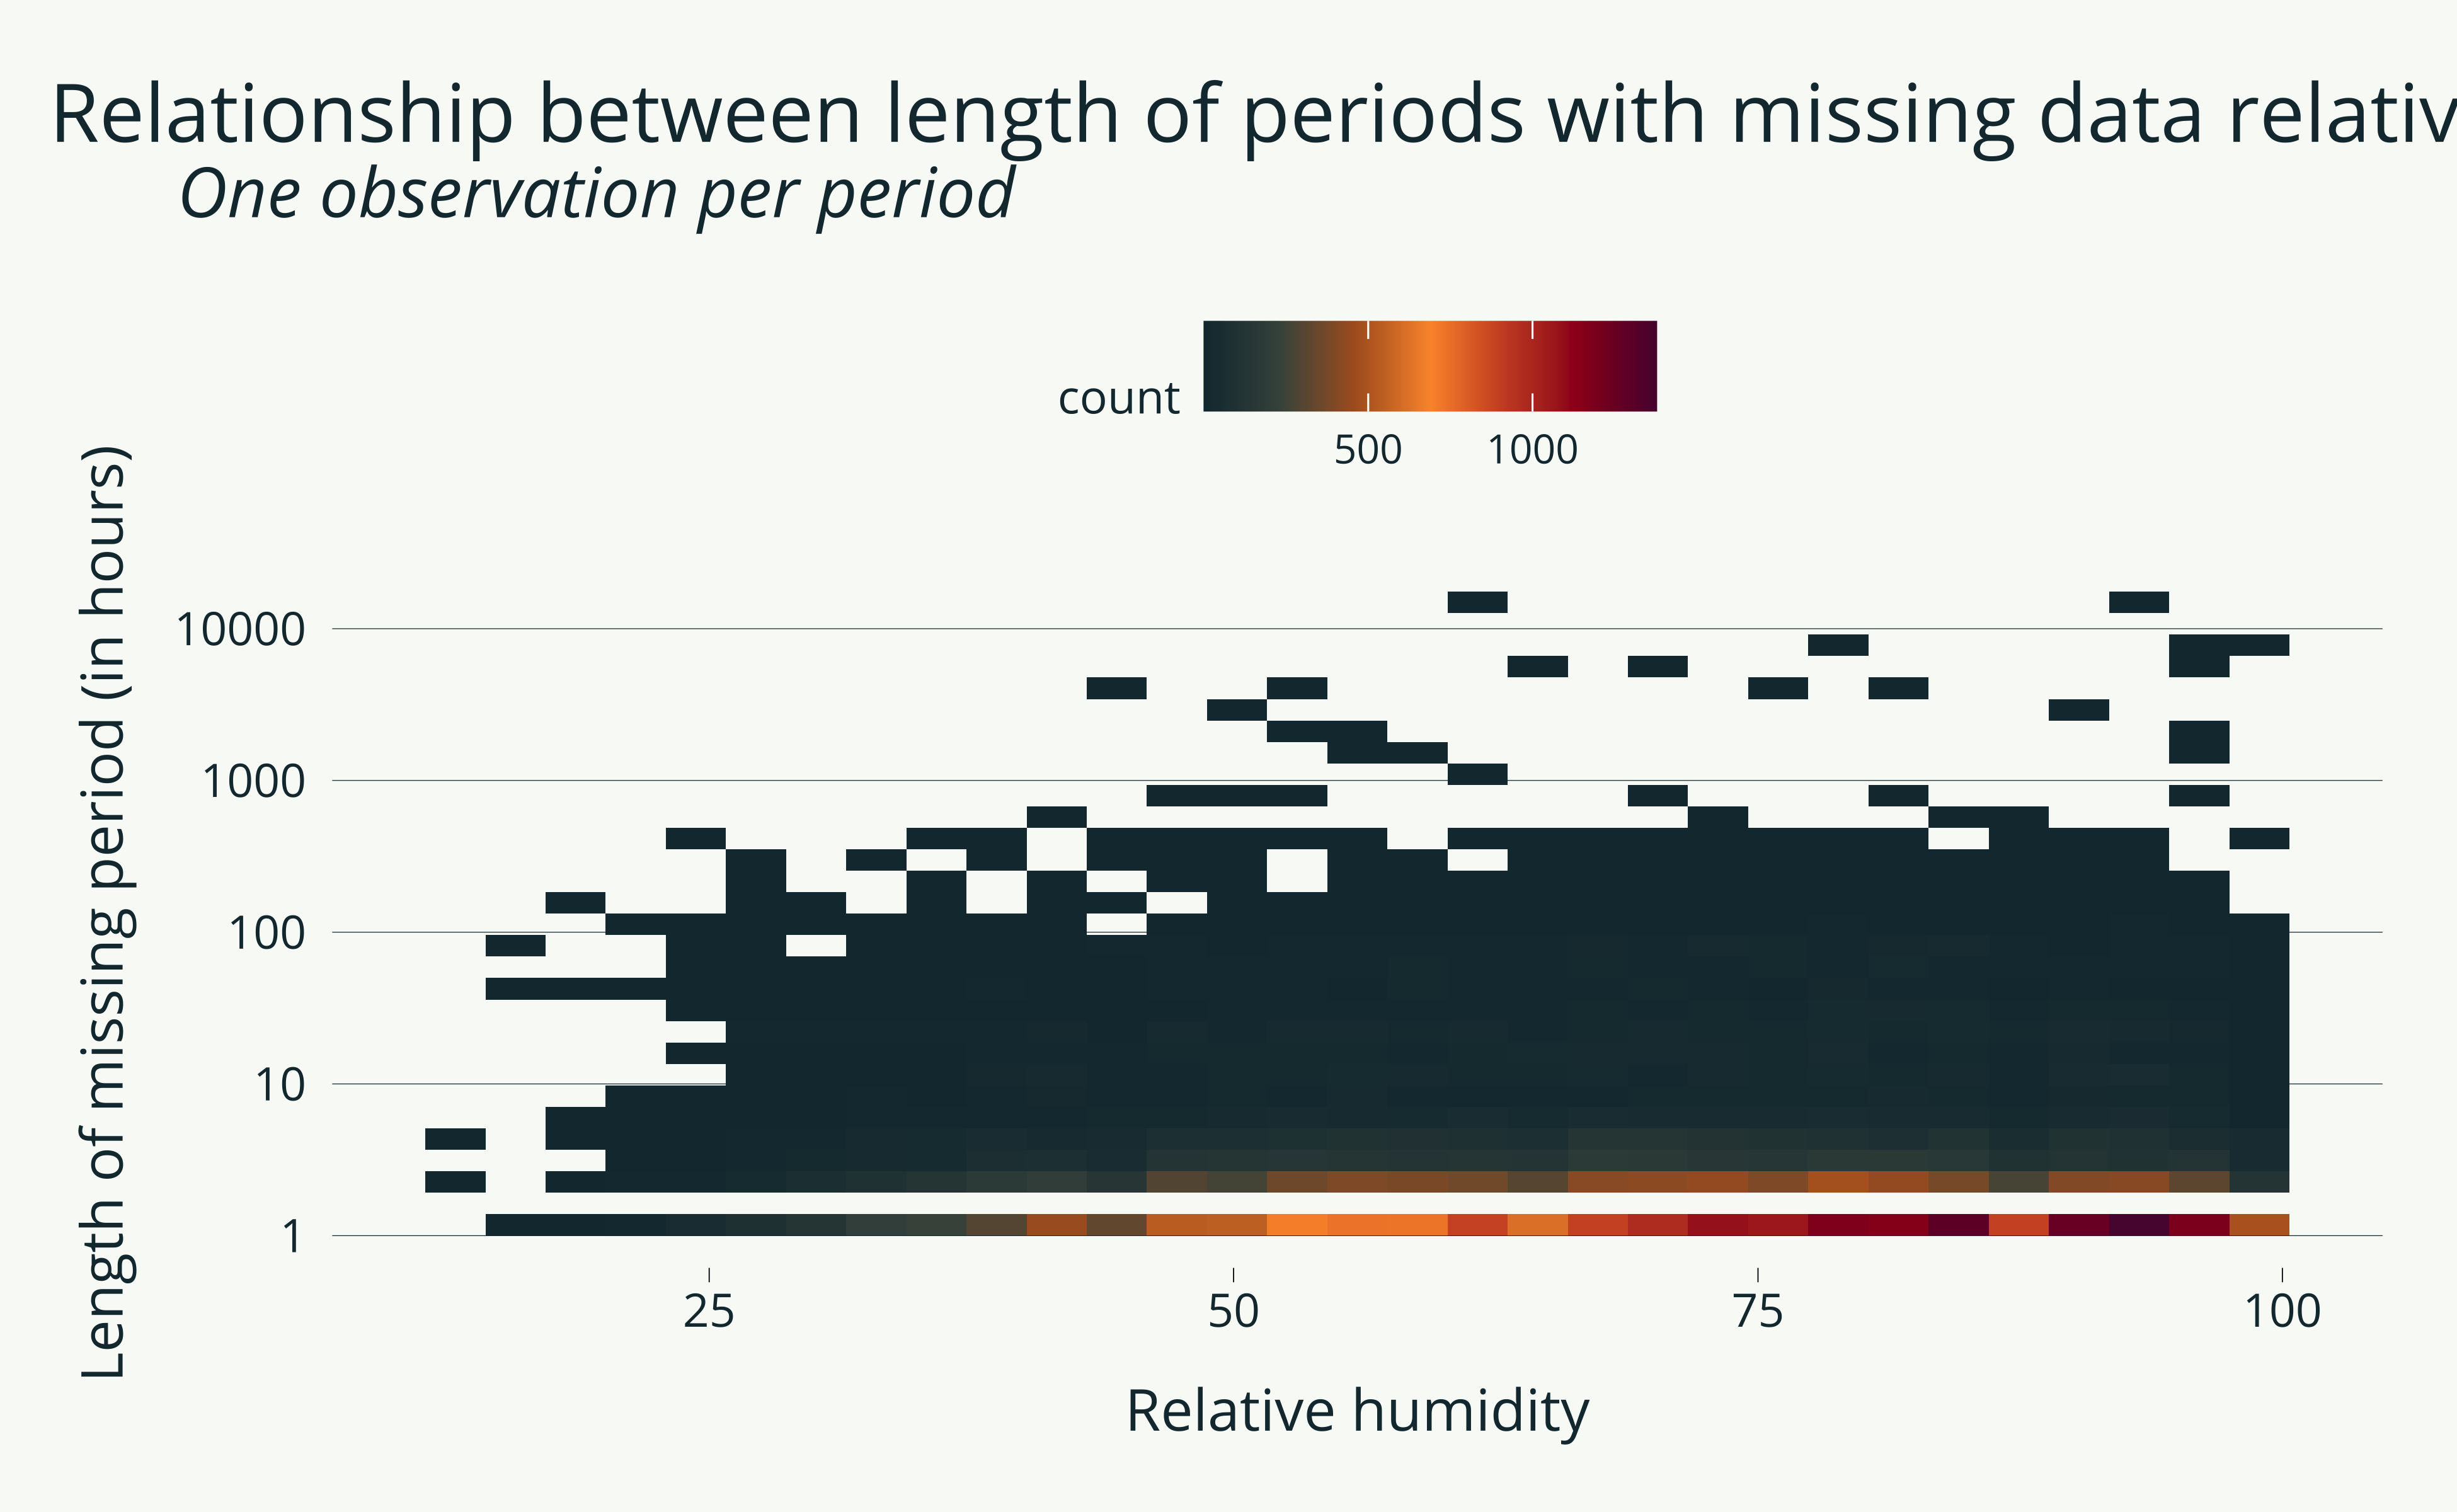 Relationship between length of periods with missing data relativ
One observation per period
count
500 1000
Length of missing period (in hours)
10000
1000
100
10
1
25 50 75 100
Relative humidity